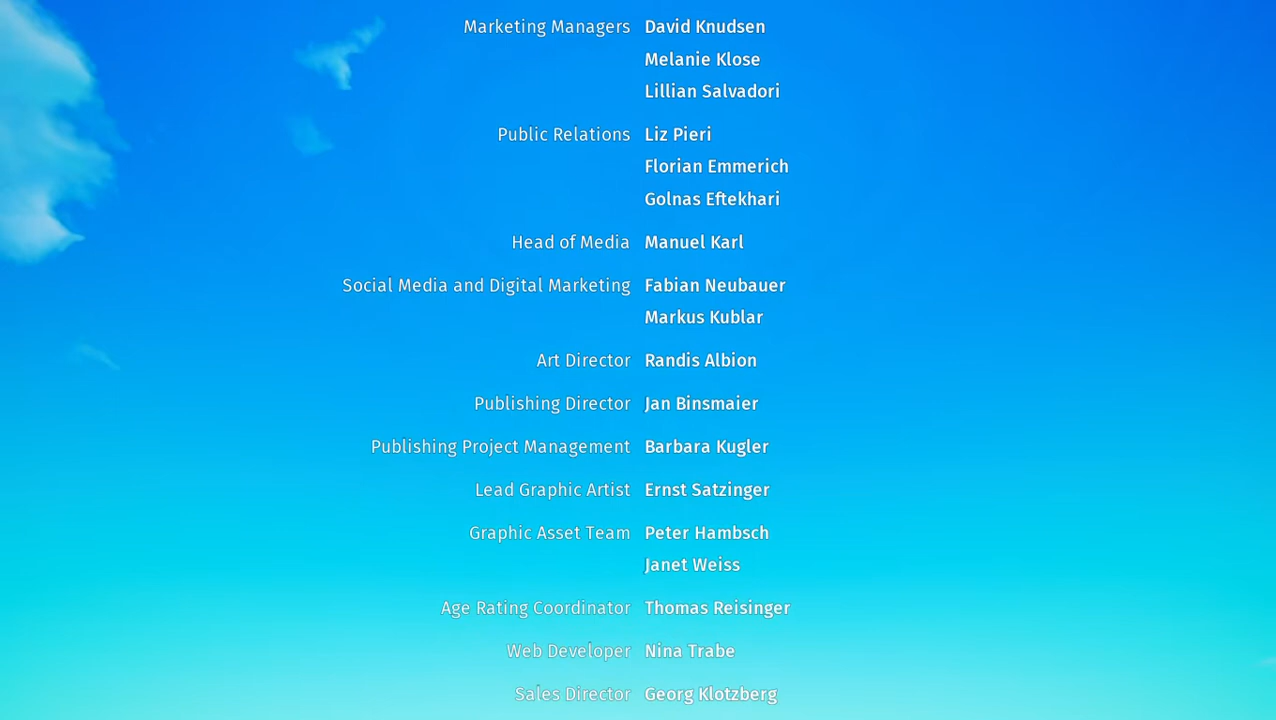 Marketing Managers David Knudsen
Melanie Klose
Lillian Salvadori
Public Relations Liz Pieri
Florian Emmerich
Golnas Eftekhari
Head of Media Manuel Karl
Social Media and Digital Marketing Fabian Neubauer
Markus Kublar
Art Director Randis Albion
Publishing Director Jan Binsmaier
Publishing Project Management Barbara Kugler
Lead Graphic Artist Ernst Satzinger
Graphic Asset Team Peter Hambsch
Janet Weiss
Age Rating Coordinator Thomas Reisinger
Web Developer Nina Trabe
Sales Director Georg Klotzberg